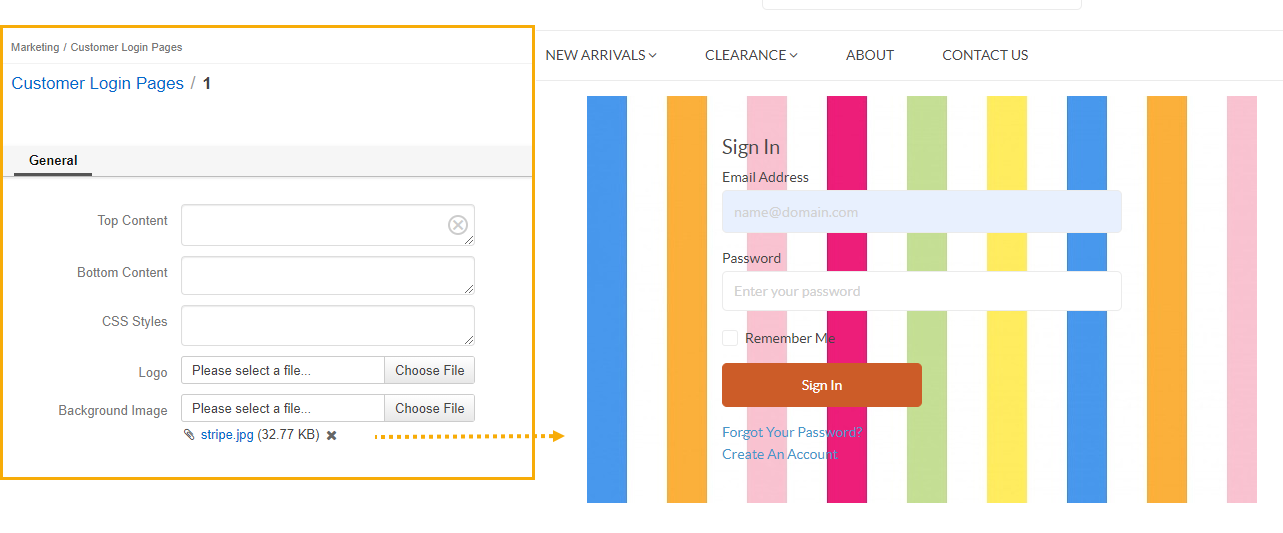 Marketing / Customer Login Pages
Customer Login Pages / 1
General
Top Content
Bottom Content
CSS Styles
Logo Please select a file... Choose File
Background Image Please select a file... Choose File
stripe.jpg (32.77 KB)
NEW ARRIVALS CLEARANCE ABOUT CONTACT US
Sign In
Email Address
name@domain.com
Password
Enter your password
Remember Me
Sign In
Forgot Your Password?
Create An Account